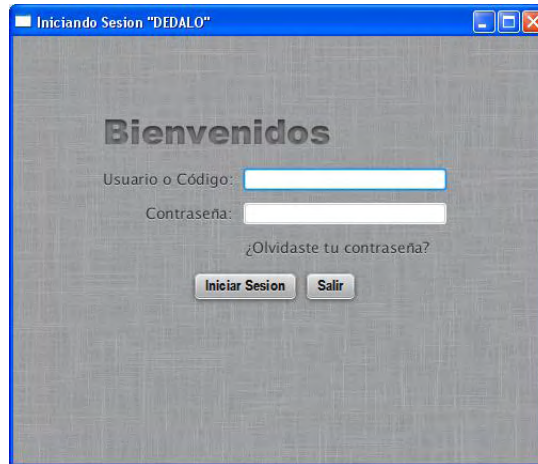 Iniciando Sesion "DEDALO"
Bienvenidos
Usuario o Código:
Contraseña:
¿Olvidaste tu contraseña?
Iniciar Sesion Salir